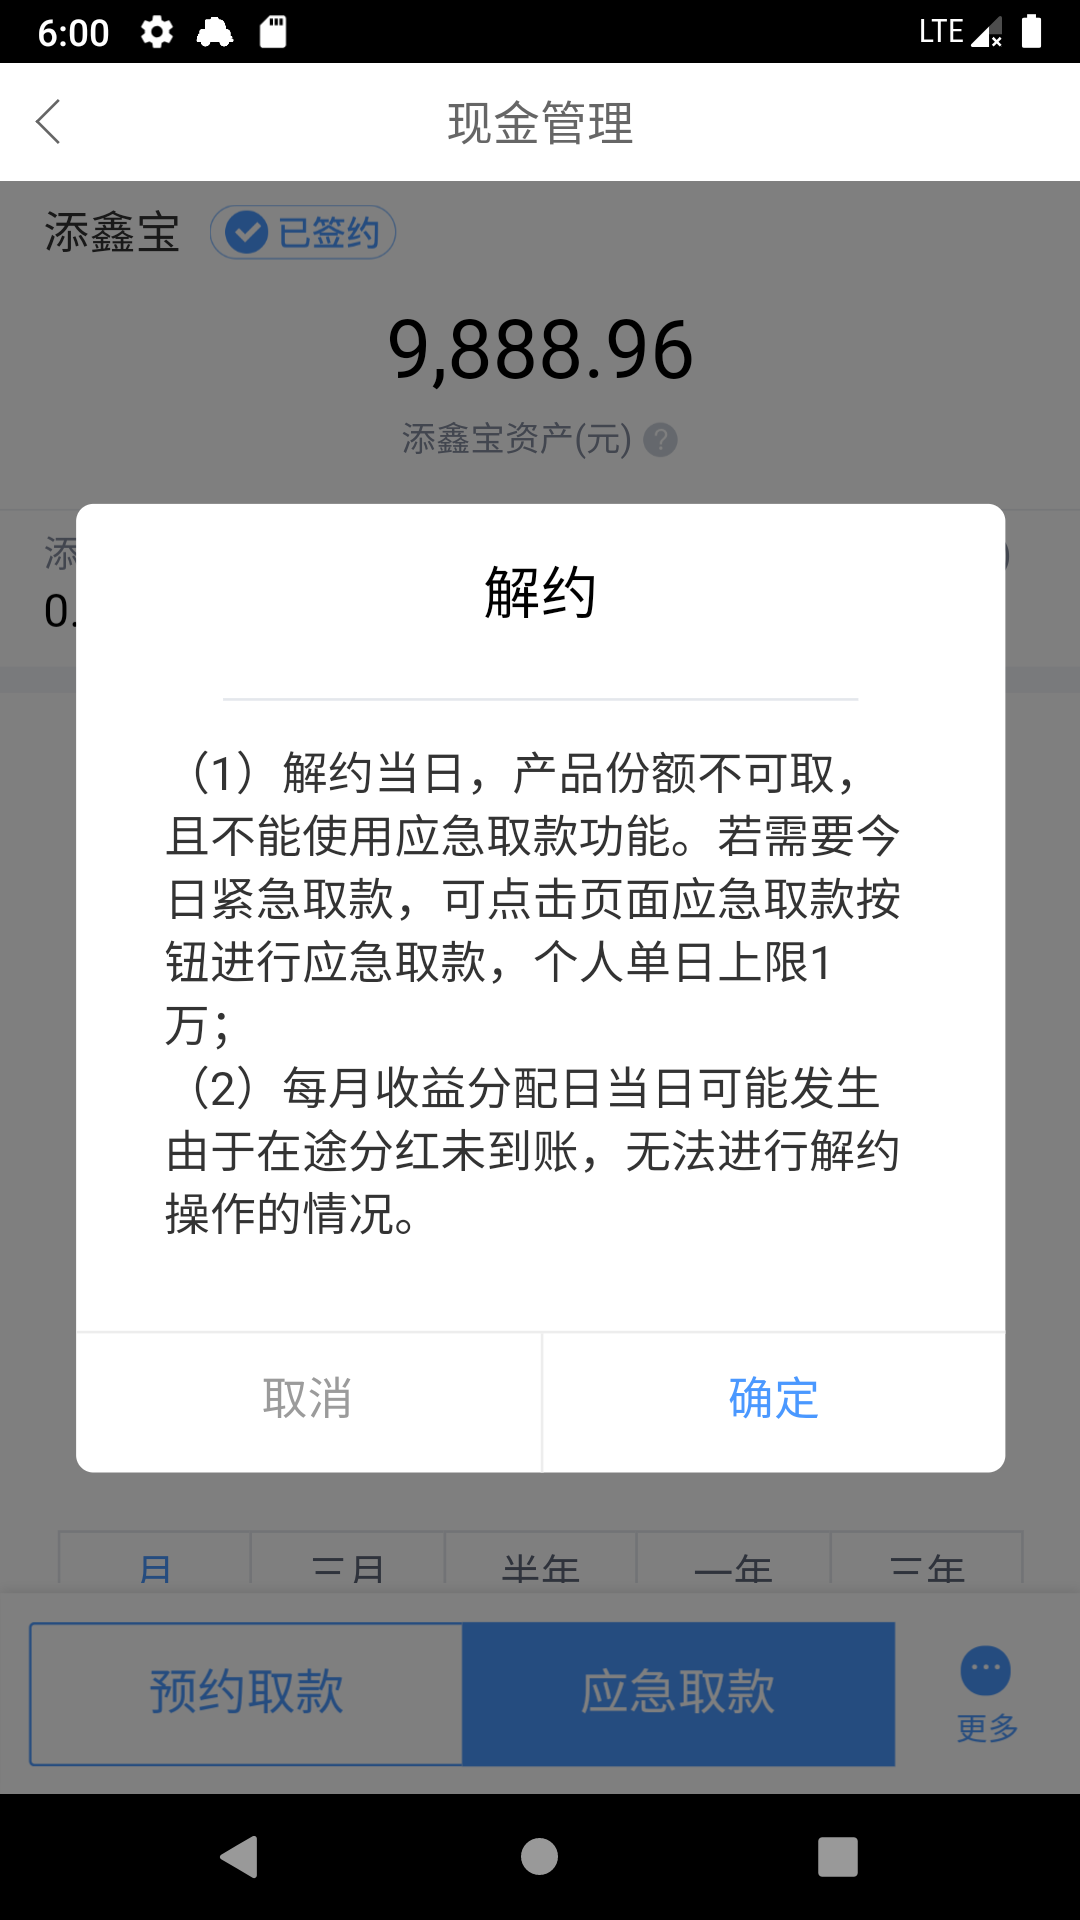 6:00
LTE
现金管理
添鑫宝
已签约
9,888.96
添鑫宝资产(元) ?
添
0.
解约
（1）解约当日，产品份额不可取，
且不能使用应急取款功能。若需要今
日紧急取款，可点击页面应急取款按
钮进行应急取款，个人单日上限1
万；
（2）每月收益分配日当日可能发生
由于在途分红未到账，无法进行解约
操作的情况。
取消
确定
月
三月
半年
一年
三年
预约取款
应急取款
更多